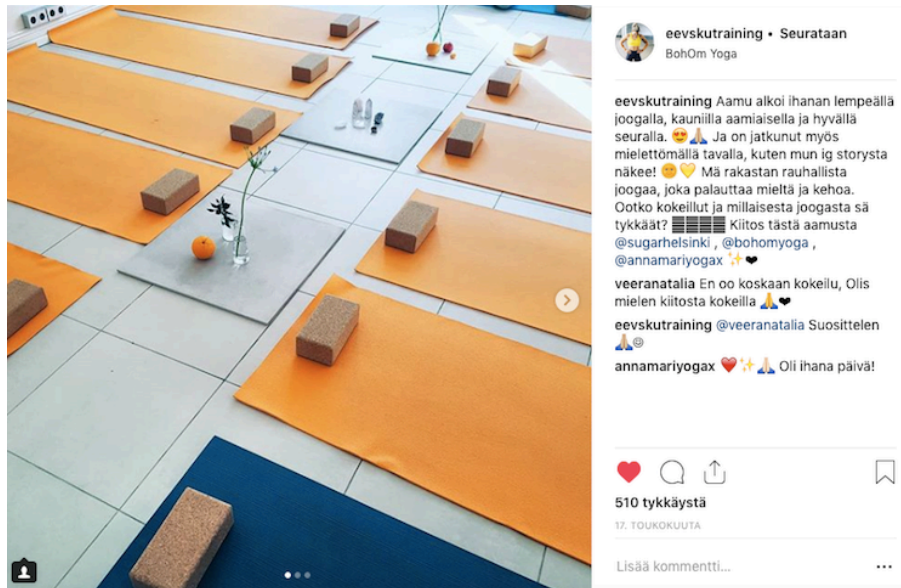 eevskutraining • Seurataan
BohOm Yoga
eevskutraining Aamu alkoi ihanan lempeällä
joogalla, kauniilla aamiaisella ja hyvällä
seuralla. 😍🙏🏼 Ja on jatkunut myös
mielettömällä tavalla, kuten mun ig storysta
näkee! 🌞💛 Mä rakastan rauhallista
joogaa, joka palauttaa mieltä ja kehoa.
Ootko kokeillut ja millaisesta joogasta sä
tykkäät? ▒▒▒▒ Kiitos tästä aamusta
@sugarhelsinki , @bohomyoga ,
@annamariyogax ✨❤
veeranatalia En oo koskaan kokeilu, Olis
mielen kiitosta kokeilla 🙏❤
eevskutraining @veeranatalia Suosittelen
🙏🏼☺
annamariyogax ❤️✨🙏🏼 Oli ihana päivä!
510 tykkäystä
17. TOUKOKUUTA
Lisää kommentti...